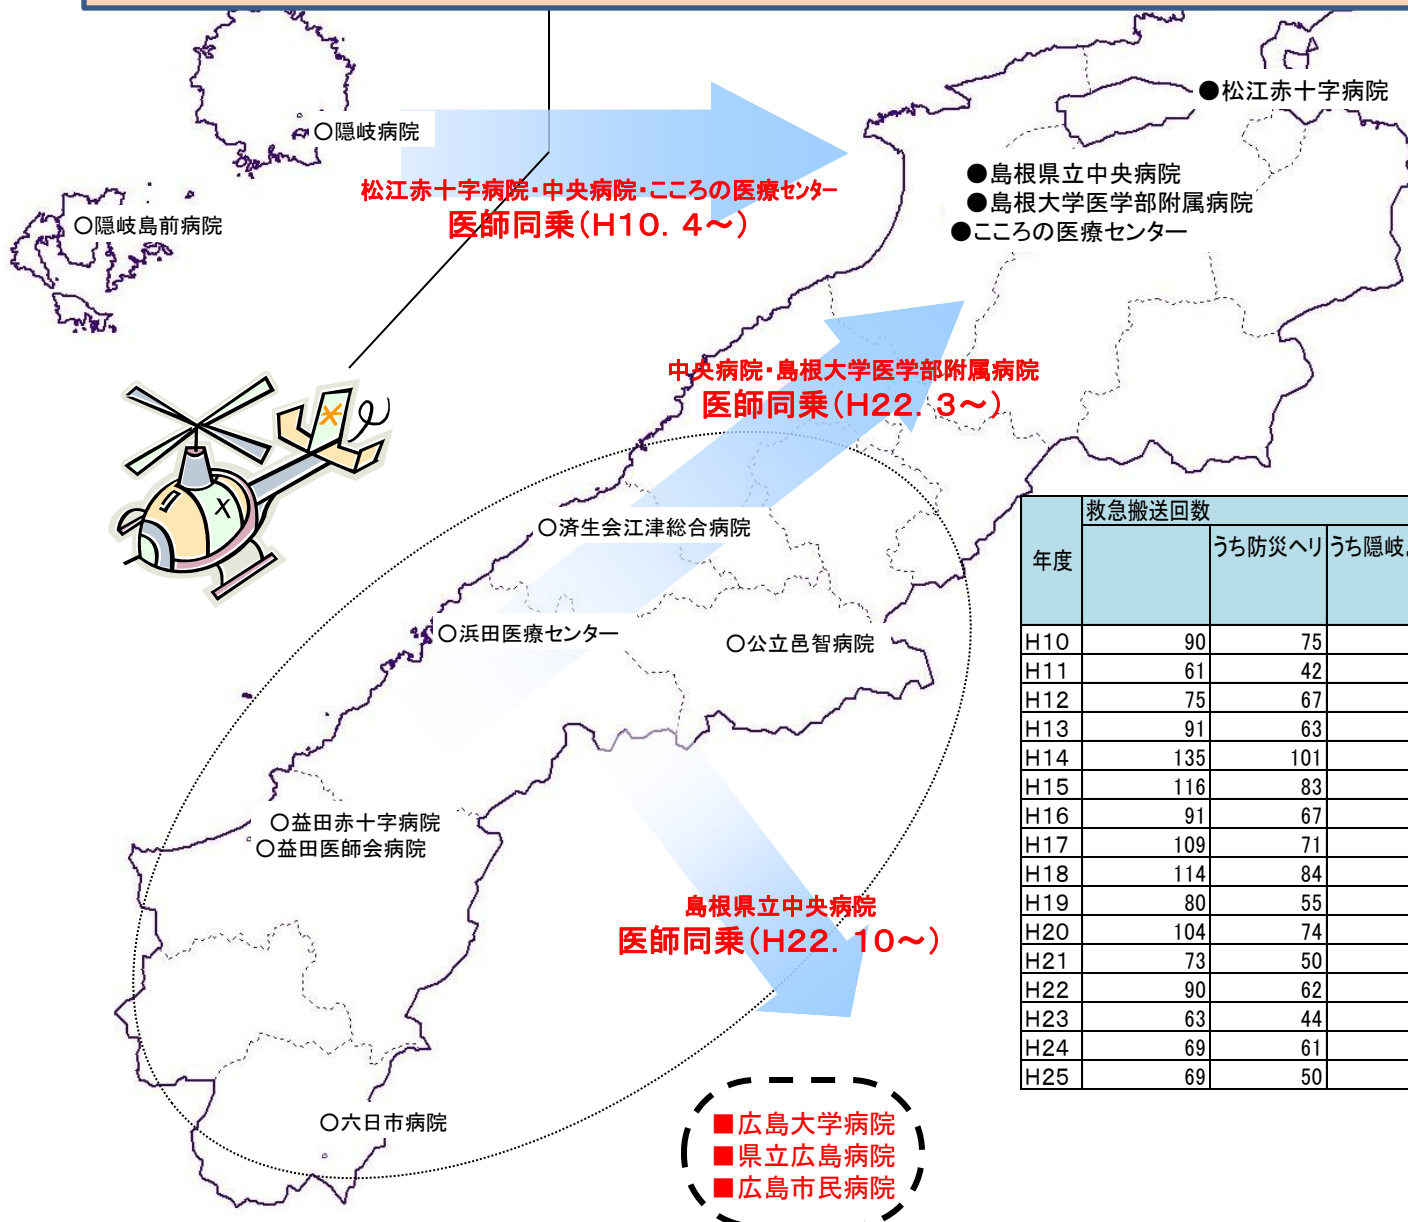 ●松江赤十字病院
○隠岐病院
●島根県立中央病院
●島根大学医学部附属病院
●こころの医療センター
松江赤十字病院・中央病院・こころの医療センター
医師同乗(H10. 4～)
○隠岐島前病院
中央病院・島根大学医学部附属病院
医師同乗(H22. 3～)
○済生会江津総合病院
○浜田医療センター
○公立邑智病院
○益田赤十字病院
○益田医師会病院
島根県立中央病院
医師同乗(H22. 10～)
○六日市病院
■広島大学病院
■県立広島病院
■広島市民病院
年度 救急搬送回数
うち防災ヘリ うち隠岐
H10 90 75
H11 61 42
H12 75 67
H13 91 63
H14 135 101
H15 116 83
H16 91 67
H17 109 71
H18 114 84
H19 80 55
H20 104 74
H21 73 50
H22 90 62
H23 63 44
H24 69 61
H25 69 50